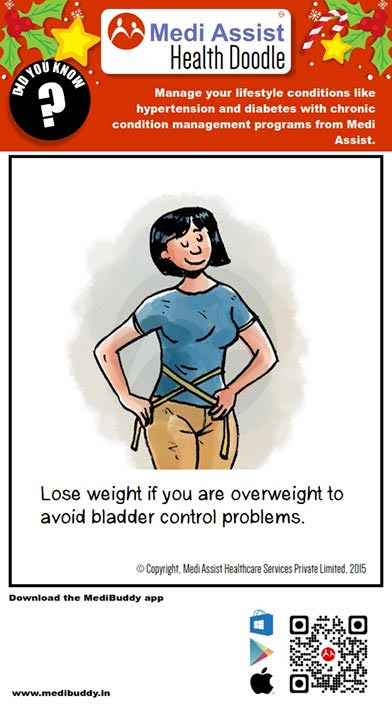 Medi Assist
Health Doodle
DID YOU KNOW
?
Manage your lifestyle conditions like
hypertension and diabetes with chronic
condition management programs from Medi
Assist.
Lose weight if you are overweight to
avoid bladder control problems.
© Copyright, Medi Assist Healthcare Services Private Limited, 2015
Download the MediBuddy app
www.medibuddy.in